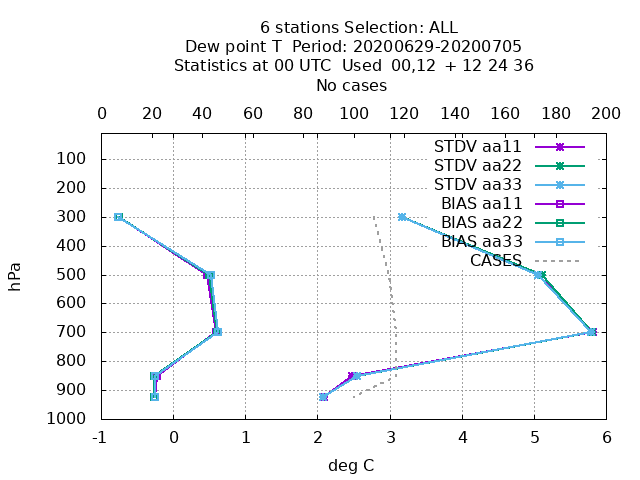 6 stations Selection: ALL
Dew point T  Period: 20200629-20200705
Statistics at 00 UTC  Used  00,12  + 12 24 36
No cases
0 20 40 60 80 100 120 140 160 180 200
STDV aa11
STDV aa22
STDV aa33
BIAS aa11
BIAS aa22
BIAS aa33
CASES
hPa
100
200
300
400
500
600
700
800
900
1000
-1 0 1 2 3 4 5 6
deg C